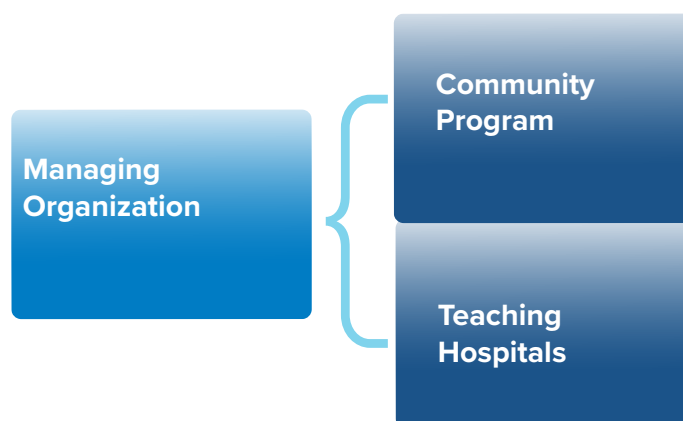 Managing
Organization
Community
Program
Teaching
Hospitals